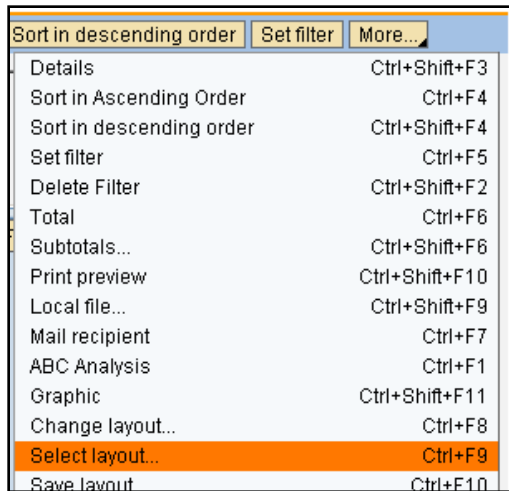 Sort in descending order Set filter More...
Details Ctrl+Shift+F3
Sort in Ascending Order Ctrl+F4
Sort in descending order Ctrl+Shift+F4
Set filter Ctrl+F5
Delete Filter Ctrl+Shift+F2
Total Ctrl+F6
Subtotals... Ctrl+Shift+F6
Print preview Ctrl+Shift+F10
Local file... Ctrl+Shift+F9
Mail recipient Ctrl+F7
ABC Analysis Ctrl+F1
Graphic Ctrl+Shift+F11
Change layout... Ctrl+F8
Select layout... Ctrl+F9
Save layout Ctrl+F10